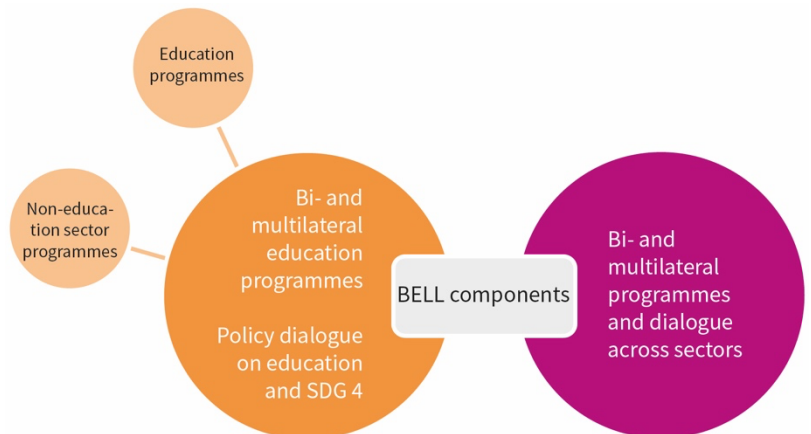 Education
programmes
Non-educa-
tion sector
programmes
Bi- and
multilateral
education
programmes
Policy dialogue
on education
and SDG 4
BELL components
Bi- and
multilateral
programmes
and dialogue
across sectors